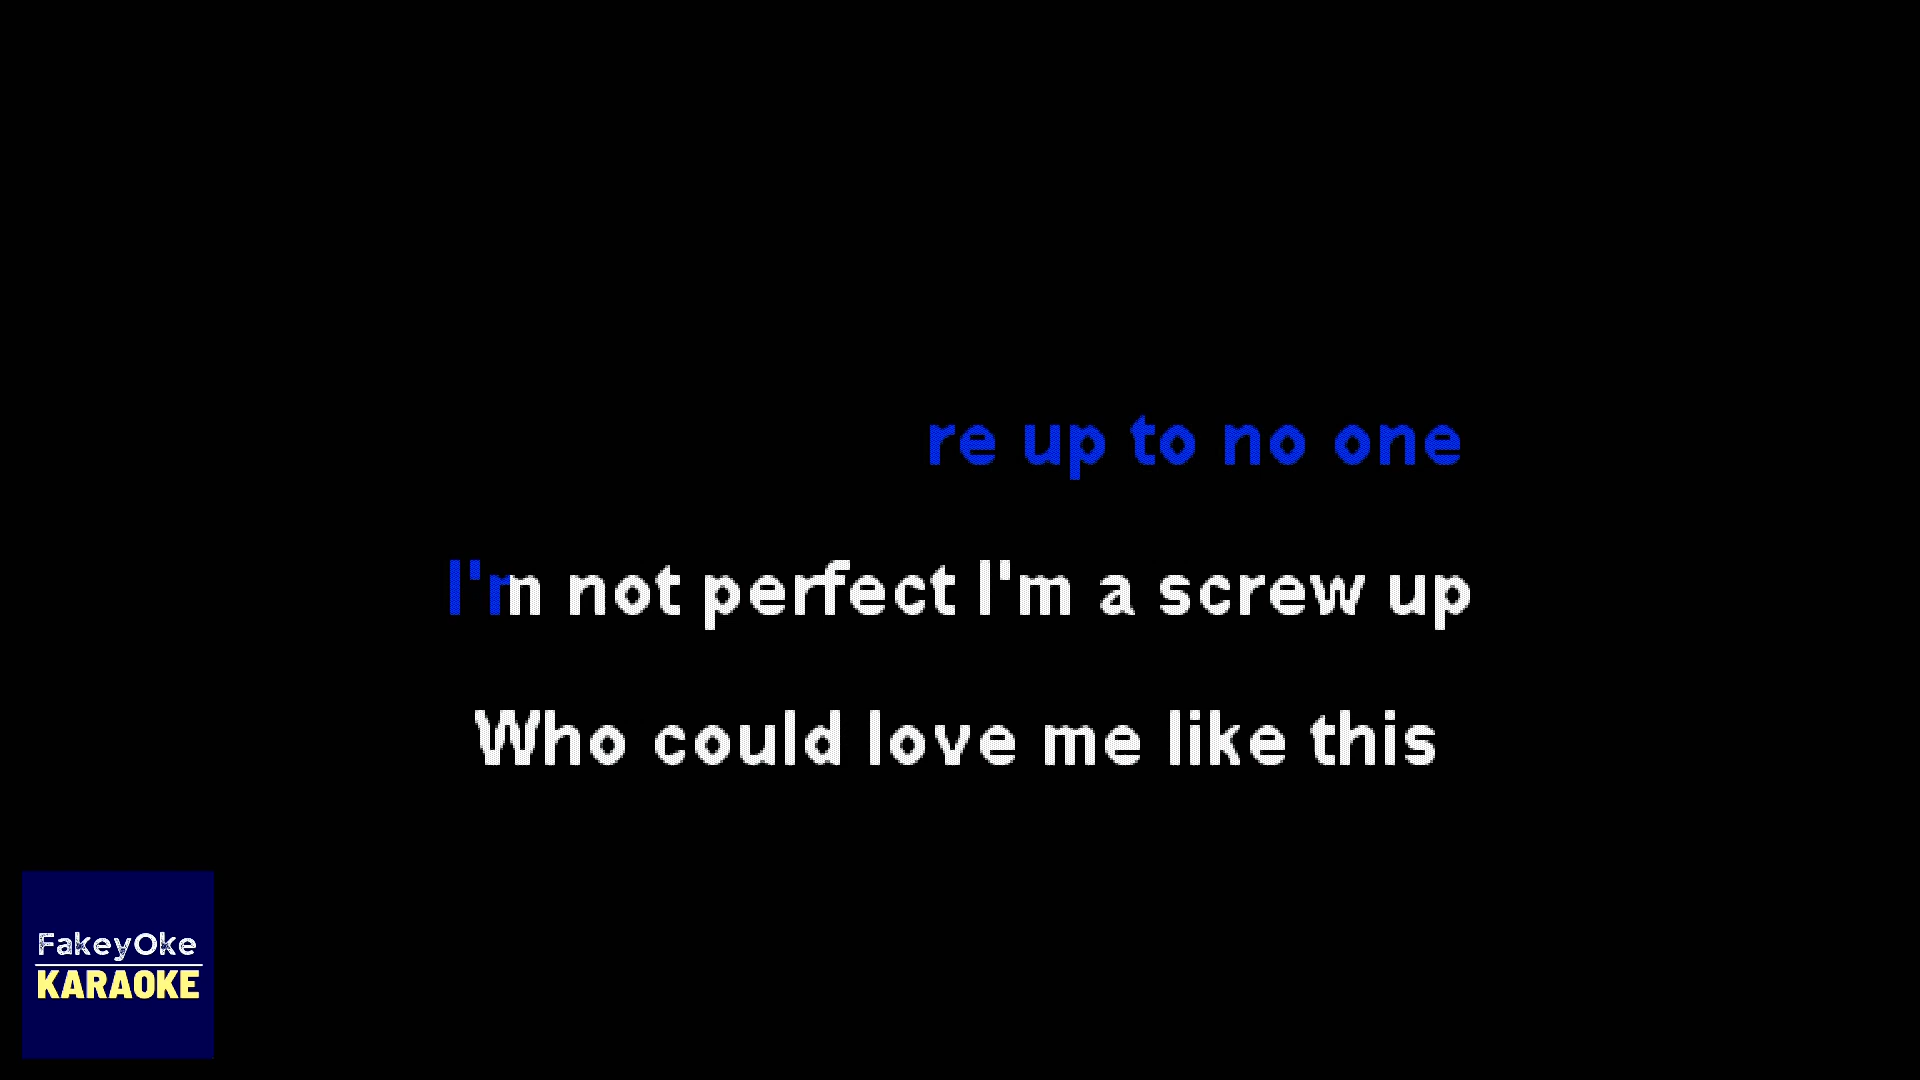 re up to no one
I'm not perfect I'm a screw up
Who could love me like this
FakeyOke
KARAOKE